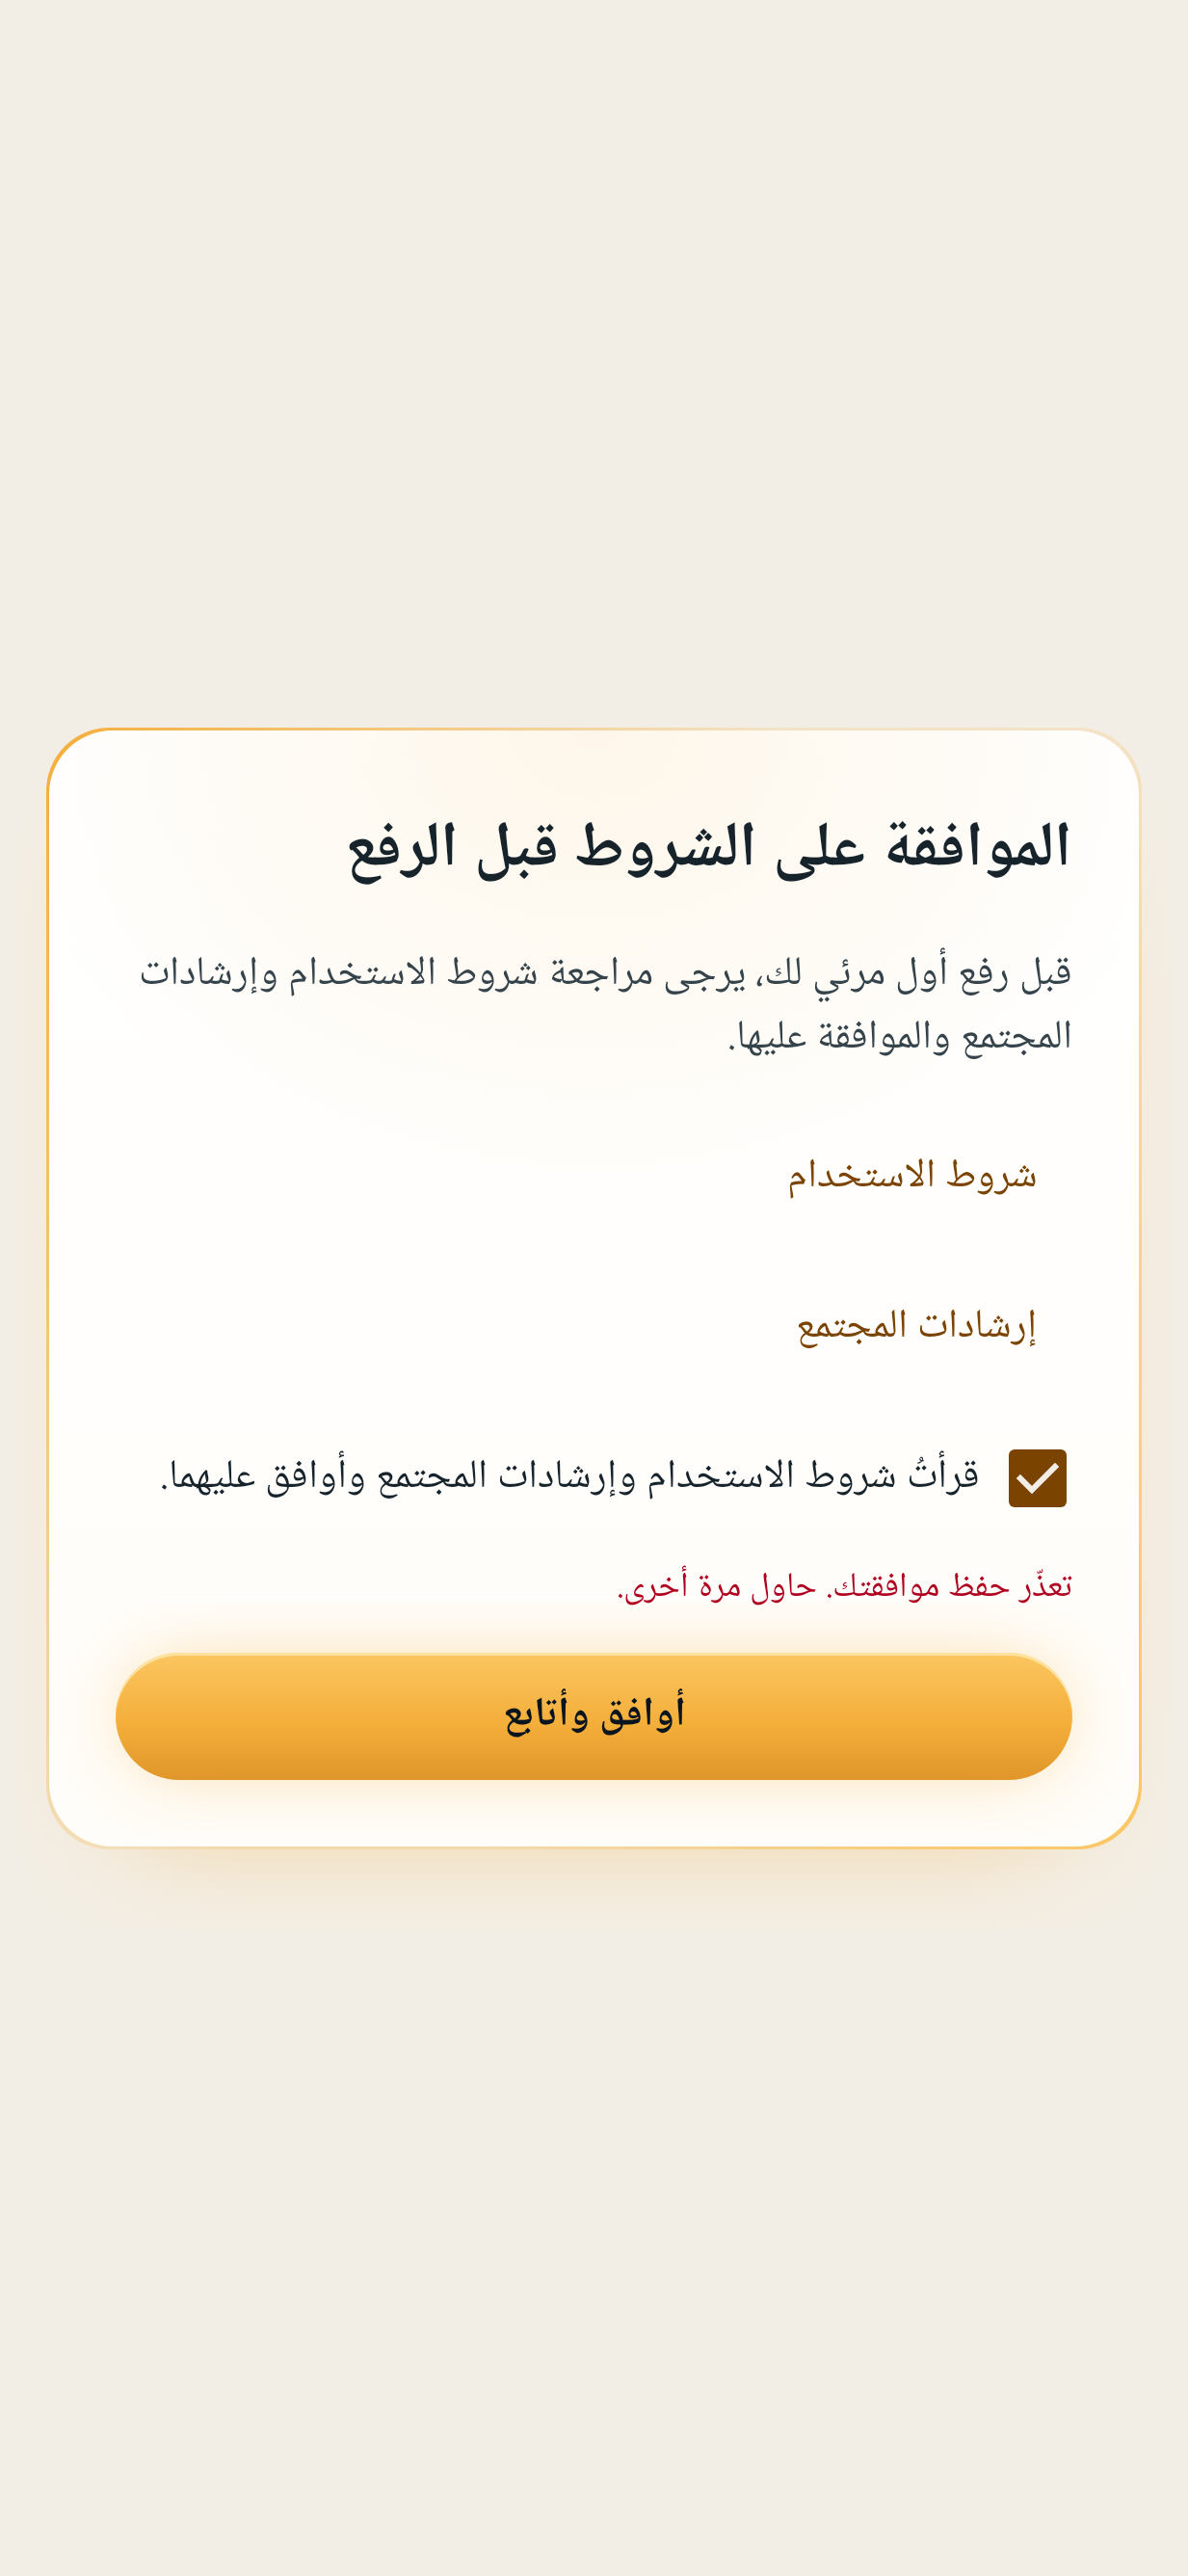 الموافقة على الشروط قبل الرفع
قبل رفع أول مرئي لك، يرجى مراجعة شروط الاستخدام وإرشادات
المجتمع والموافقة عليها.
شروط الاستخدام
إرشادات المجتمع
قرأتُ شروط الاستخدام وإرشادات المجتمع وأوافق عليهما.
تعذّر حفظ موافقتك. حاول مرة أخرى.
أوافق وأتابع